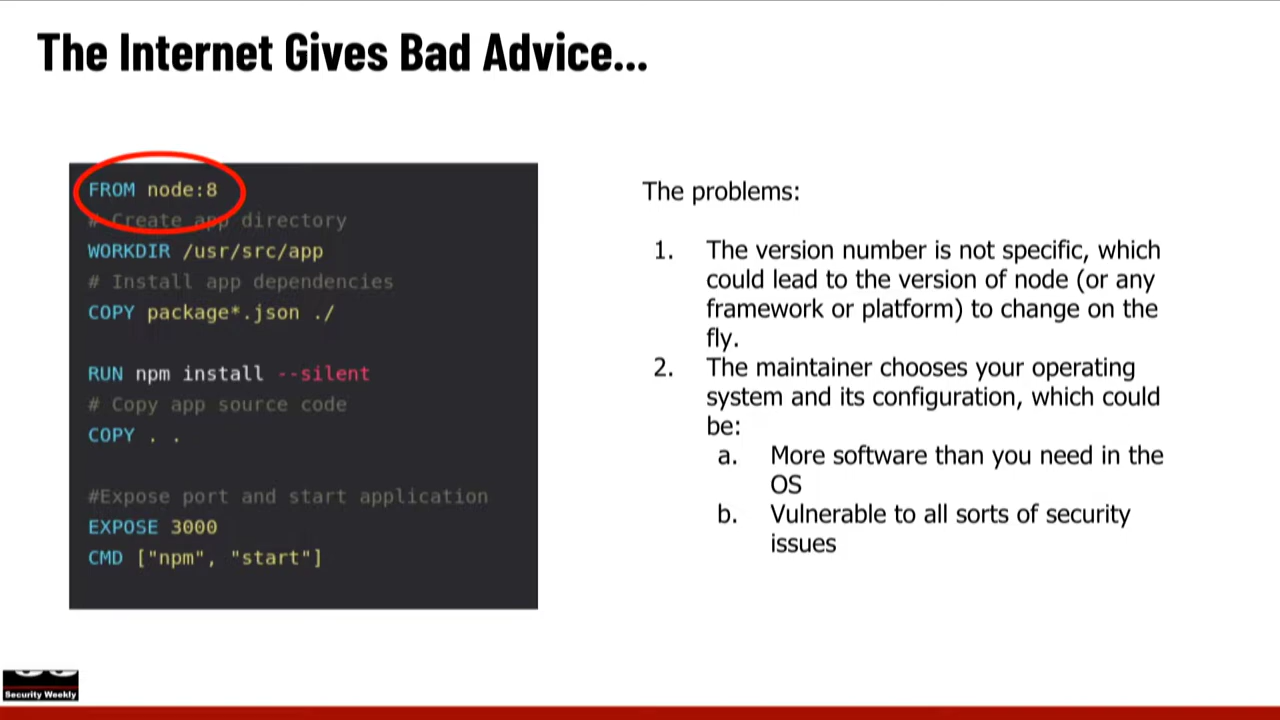 The Internet Gives Bad Advice...
FROM node:8
# Create app directory
WORKDIR /usr/src/app
# Install app dependencies
COPY package*.json ./
RUN npm install --silent
# Copy app source code
COPY . .
#Expose port and start application
EXPOSE 3000
CMD ["npm", "start"]
The problems:
1. The version number is not specific, which
could lead to the version of node (or any
framework or platform) to change on the
fly.
2. The maintainer chooses your operating
system and its configuration, which could
be:
a. More software than you need in the
OS
b. Vulnerable to all sorts of security
issues
Security Weekly